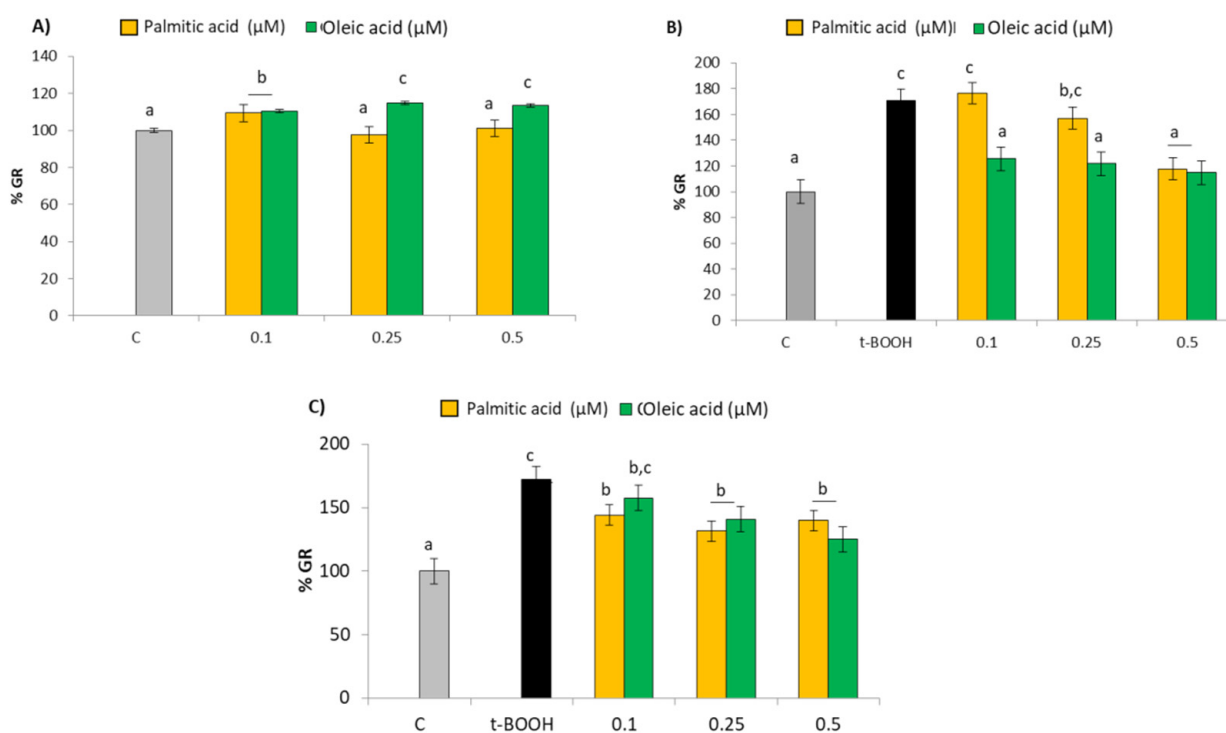 A)
Palmitic acid (µM) Oleic acid (µM)
140
120
100
80
60
40
20
0
% GR
a
b
a
c
a
c
C 0.1 0.25 0.5
B)
Palmitic acid (µM) Oleic acid (µM)
200
180
160
140
120
100
80
60
40
20
0
% GR
a
c
c
a
b,c
a
a
C t-BOOH 0.1 0.25 0.5
C)
Palmitic acid (µM) (Oleic acid (µM)
200
150
100
50
0
% GR
a
c
b
b,c
b
b
C t-BOOH 0.1 0.25 0.5